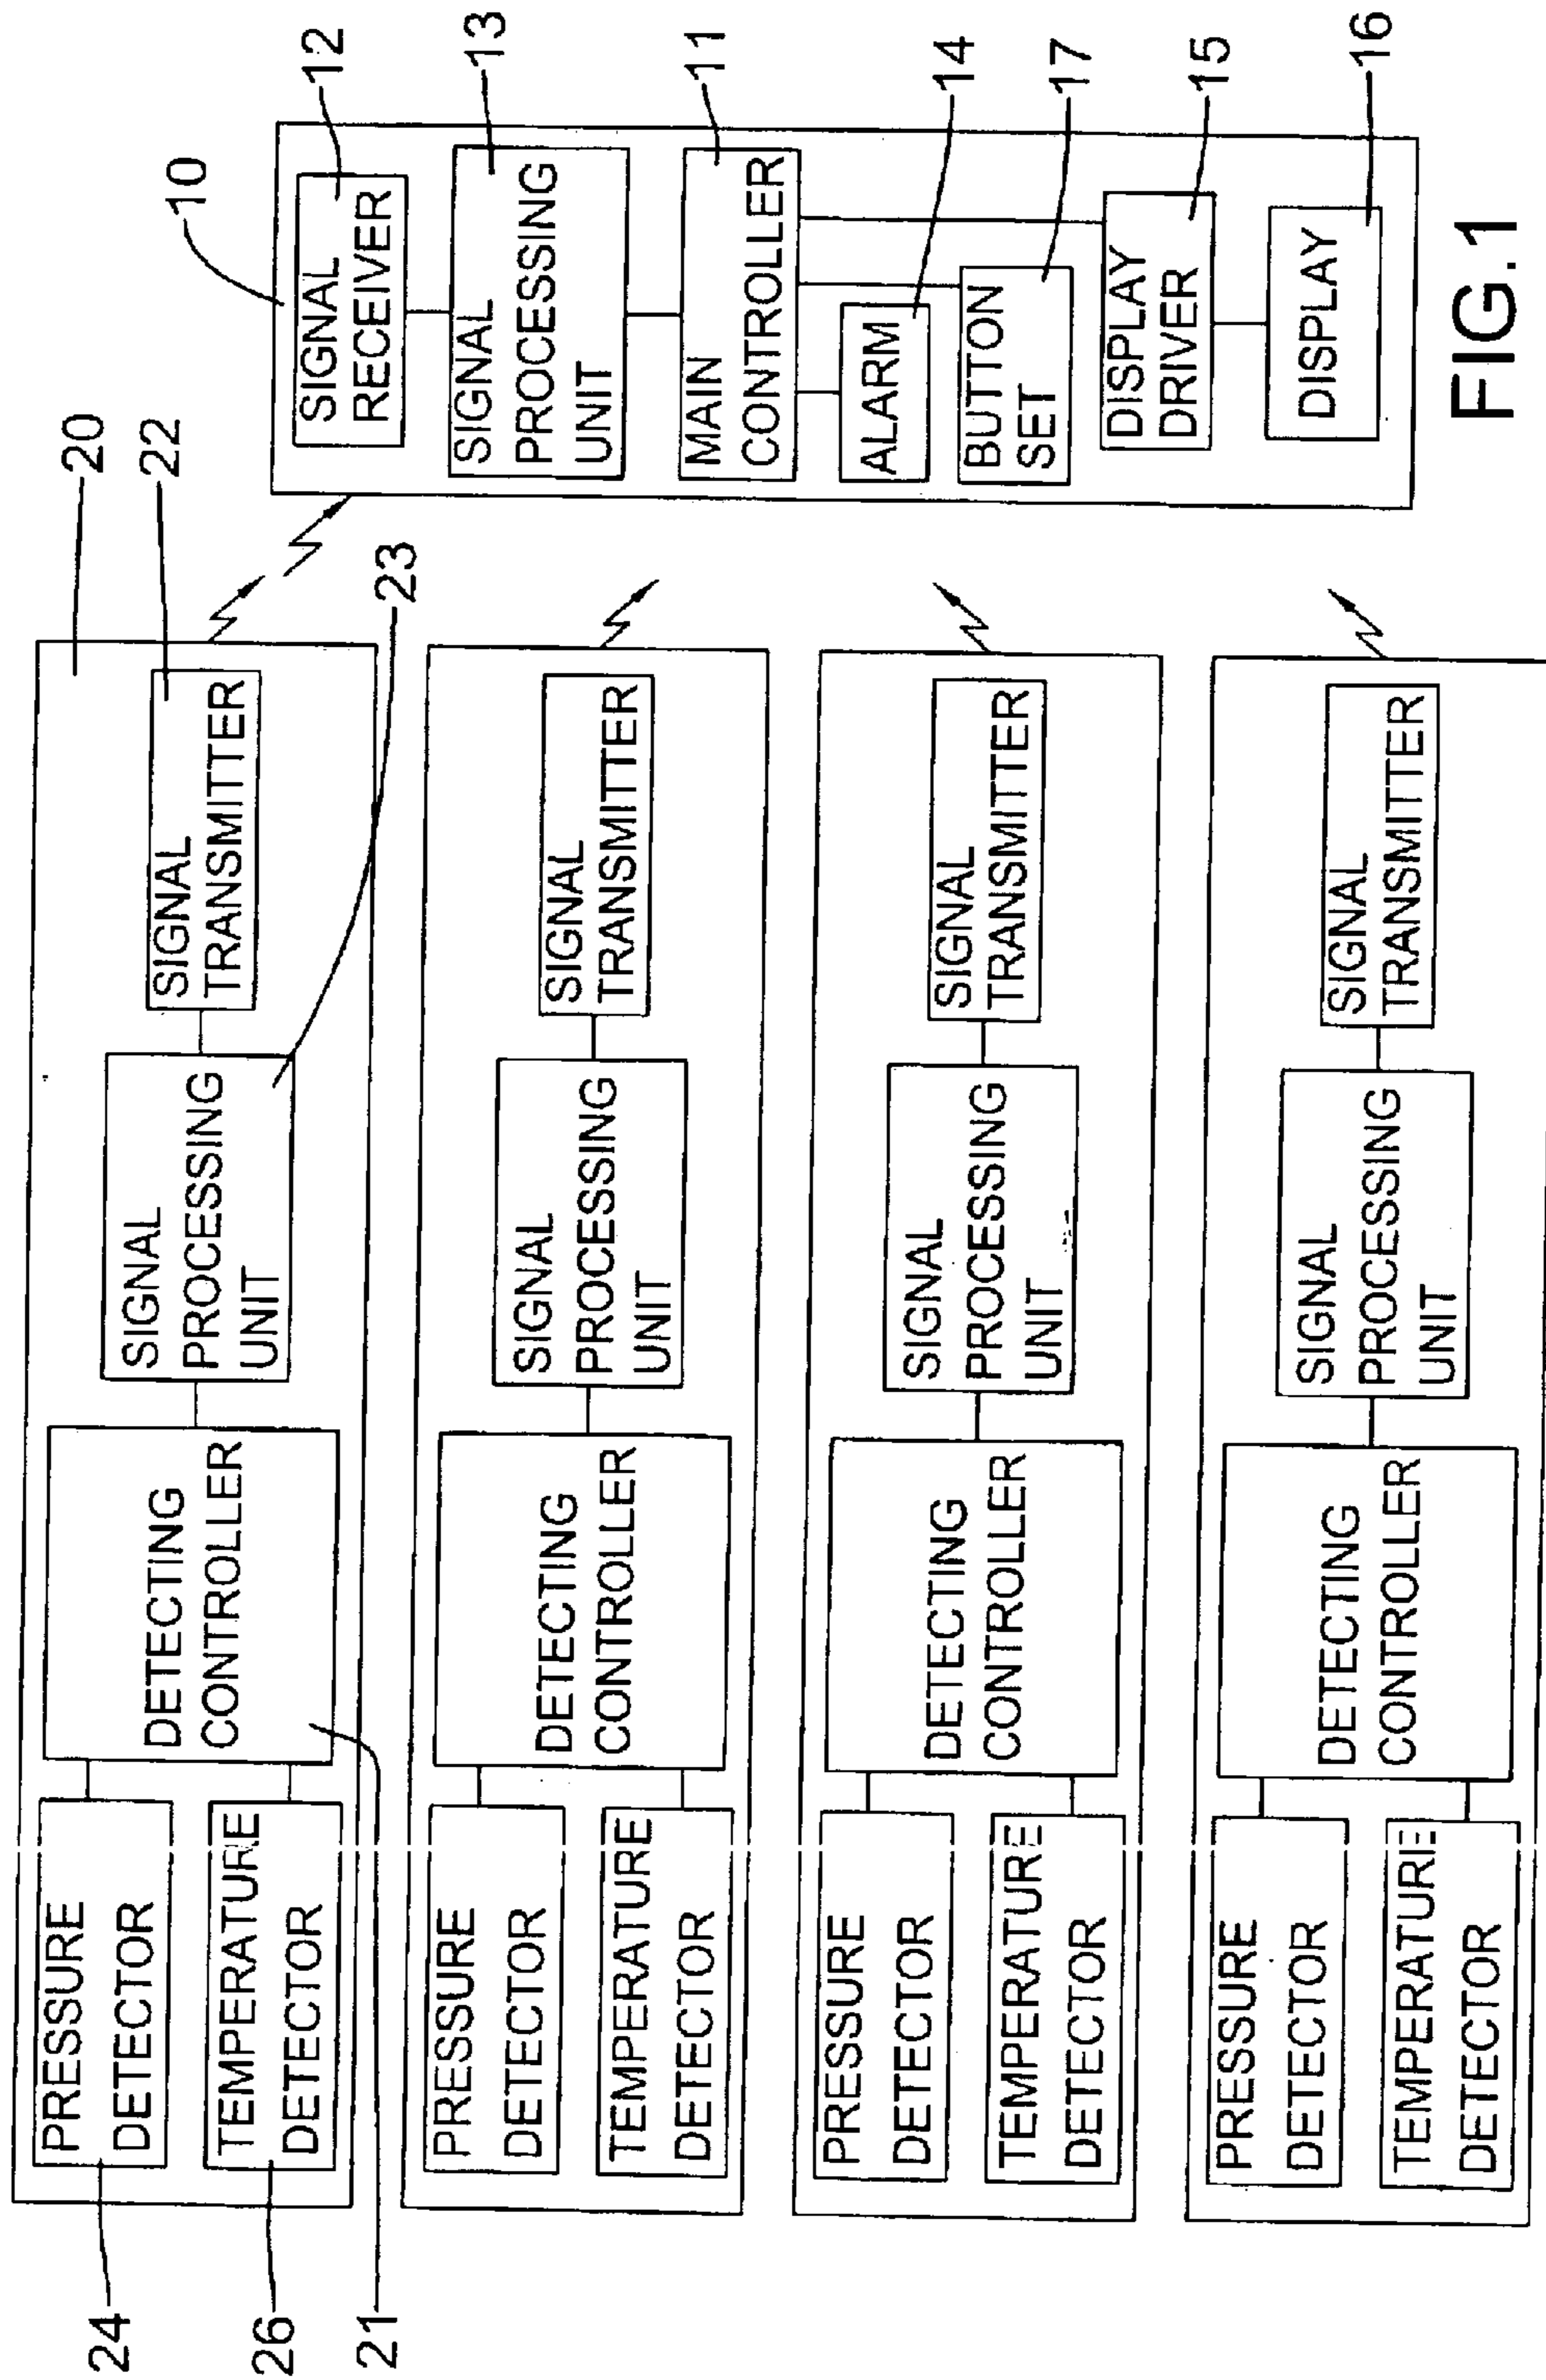 20
22
PRESSURE
DETECTOR
TEMPERATURE
DETECTOR
DETECTING
CONTROLLER
SIGNAL
PROCESSING
UNIT
SIGNAL
TRANSMITTER
24
26
21
23
PRESSURE
DETECTOR
TEMPERATURE
DETECTOR
DETECTING
CONTROLLER
SIGNAL
PROCESSING
UNIT
SIGNAL
TRANSMITTER
PRESSURE
DETECTOR
TEMPERATURE
DETECTOR
DETECTING
CONTROLLER
SIGNAL
PROCESSING
UNIT
SIGNAL
TRANSMITTER
PRESSURE
DETECTOR
TEMPERATURE
DETECTOR
DETECTING
CONTROLLER
SIGNAL
PROCESSING
UNIT
SIGNAL
TRANSMITTER
10
SIGNAL
RECEIVER
12
SIGNAL
PROCESSING
UNIT
13
MAIN
CONTROLLER
11
ALARM
14
BUTTON
SET
17
DISPLAY
DRIVER
15
DISPLAY
16
FIG.1